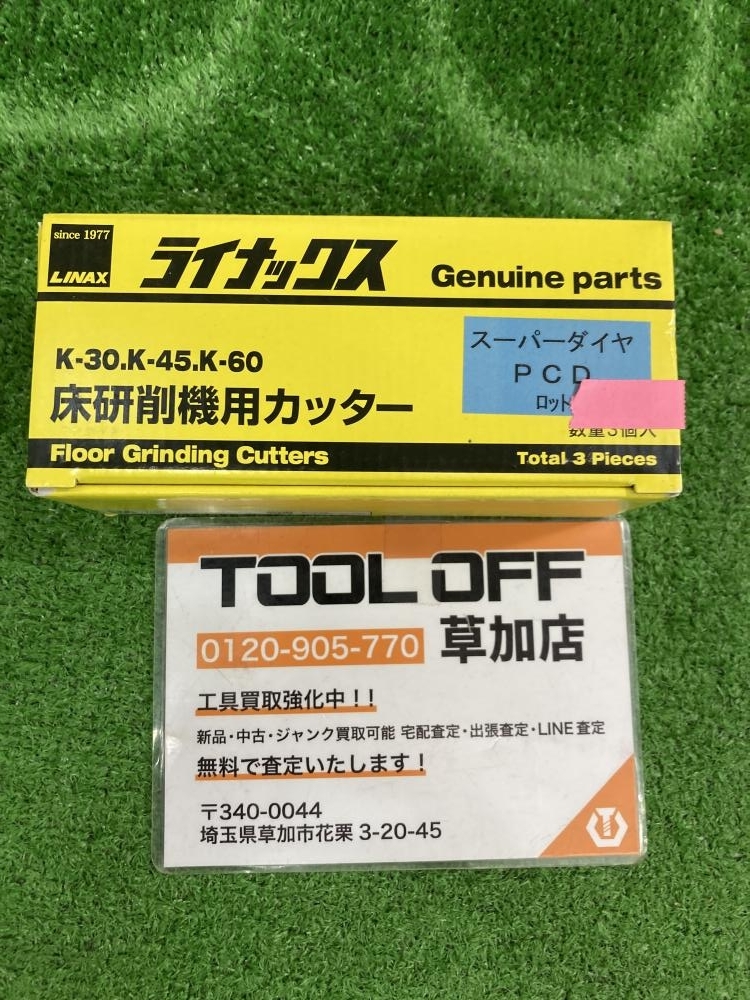 since 1977
LINAX
ライナックス
Genuine parts
K-30.K-45.K-60
床研削機用カッター
スーパーダイヤ
PCD
ロット
数量3個入
Floor Grinding Cutters
Total 3 Pieces
TOOL OFF
0120-905-770 草加店
工具買取強化中!!
新品・中古・ジャンク買取可能 宅配査定・出張査定・LINE査定
無料で査定いたします!
〒340-0044
埼玉県草加市花栗 3-20-45